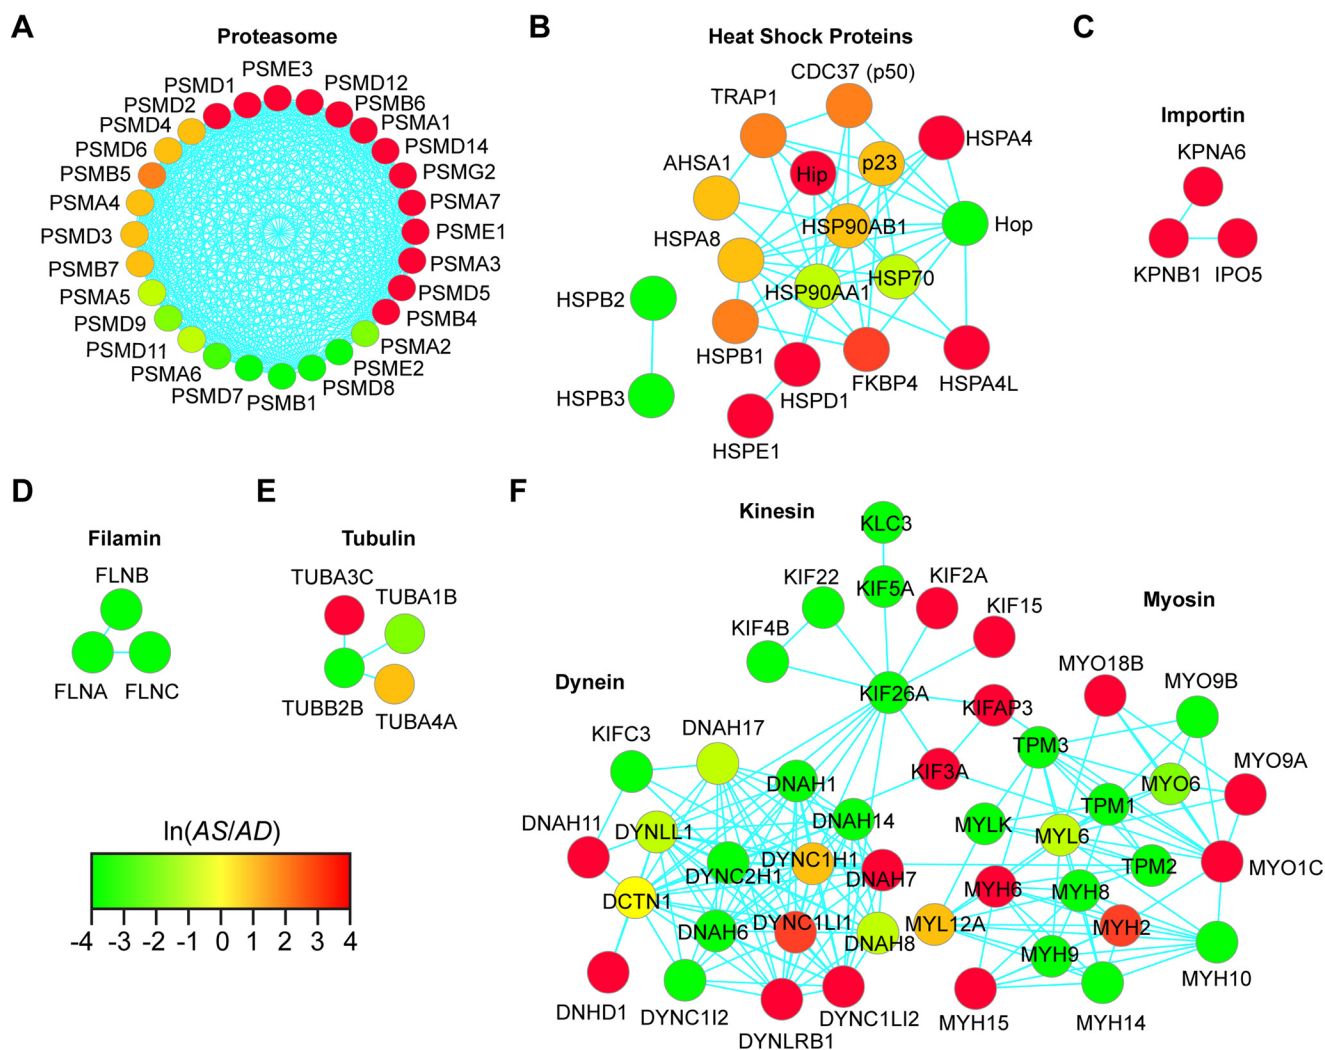 A
Proteasome
PSME3
PSMD1
PSMD12
PSMD2
PSMB6
PSMD4
PSMA1
PSMD6
PSMD14
PSMB5
PSMG2
PSMA4
PSMA7
PSMD3
PSME1
PSMB7
PSMA3
PSMA5
PSMD5
PSMD9
PSMB4
PSMD11
PSMA2
PSMA6
PSME2
PSMD7
PSMD8
PSMB1
B
Heat Shock Proteins
CDC37 (p50)
TRAP1
HSPA4
AHSA1
Hip
p23
HSP90AB1
Hop
HSPA8
HSP70
HSP90AA1
HSPB2
HSPB1
FKBP4
HSPA4L
HSPB3
HSPD1
HSPE1
C
Importin
KPNA6
KPNB1
IPO5
D
Filamin
FLNB
FLNA
FLNC
E
Tubulin
TUBA3C
TUBA1B
TUBB2B
TUBA4A
ln(AS/AD)
-4 -3 -2 -1 0 1 2 3 4
F
Kinesin
KLC3
KIF22
KIF5A
KIF2A
KIF15
KIF4B
KIF26A
KIFAP3
KIF3A
Dynein
KIFC3
DNAH17
DNAH1
DNAH11
DYNLL1
DNAH14
DYNC2H1
DYNC1H1
DNAH7
DCTN1
DNAH6
DYNC1LI1
DNAH8
DNHD1
DYNC1I2
DYNLRB1
DYNC1LI2
Myosin
MYO18B
MYO9B
TPM3
MYO9A
MYO6
TPM1
MYLK
MYL6
TPM2
MYO1C
MYH6
MYH8
MYL12A
MYH2
MYH9
MYH10
MYH15
MYH14